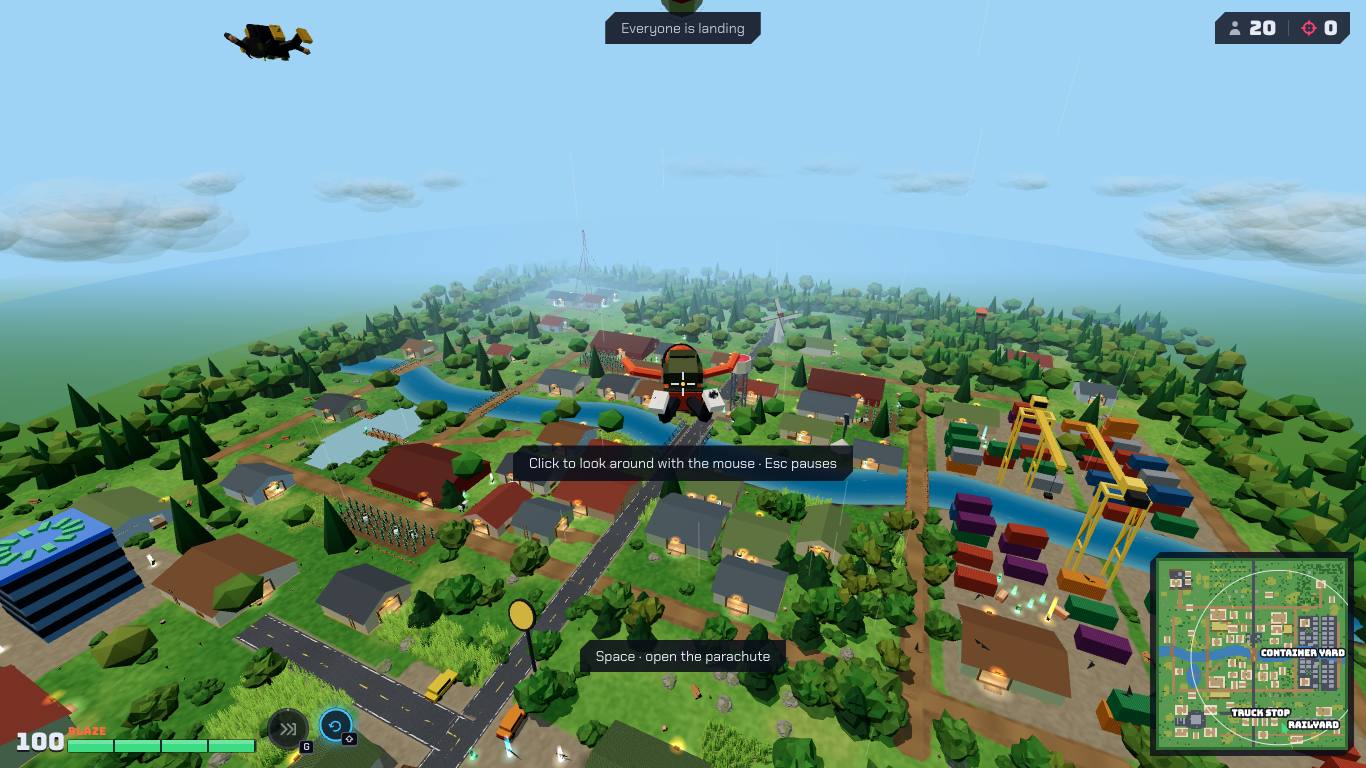 Everyone is landing
20
0
Click to look around with the mouse · Esc pauses
Space · open the parachute
CONTAINER YARD
TRUCK STOP
RAILYARD
100
BLAZE
G